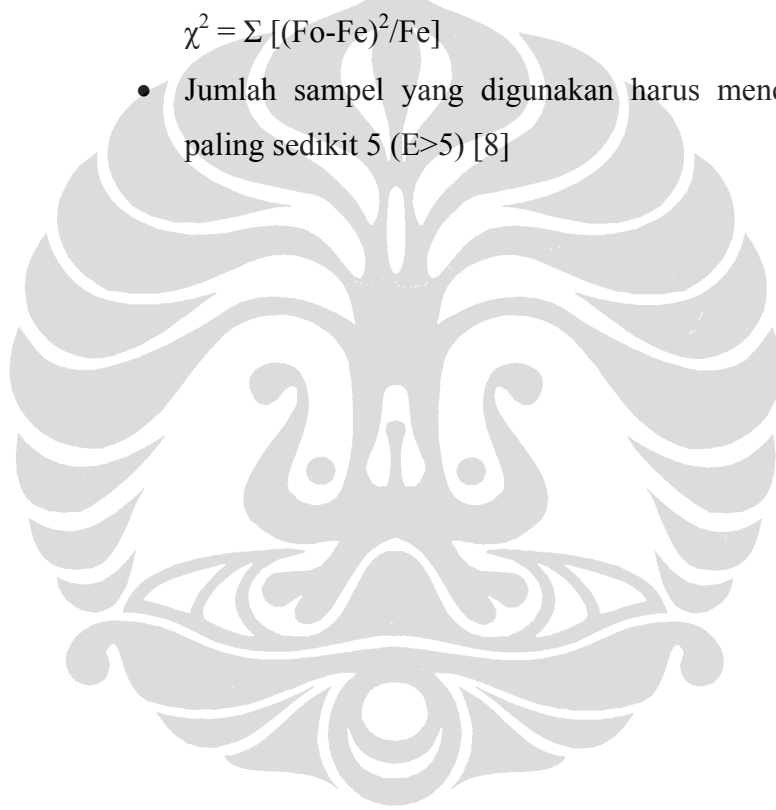 χ² = Σ [(Fo-Fe)²/Fe]
• Jumlah sampel yang digunakan harus
paling sedikit 5 (E>5) [8]